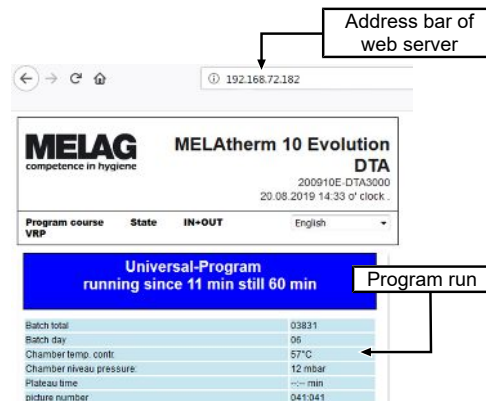 Address bar of
web server
192.168.72.182
MELAG
competence in hygiene
MELAtherm 10 Evolution
DTA
200910E-DTA3000
20.08.2019 14:33 o' clock .
Program course State IN+OUT English
VRP
Universal-Program
running since 11 min still 60 min
Program run
Batch total 03831
Batch day 06
Chamber temp. contr. 57°C
Chamber niveau pressure: 12 mbar
Plateau time --:-- min
picture number 041:041